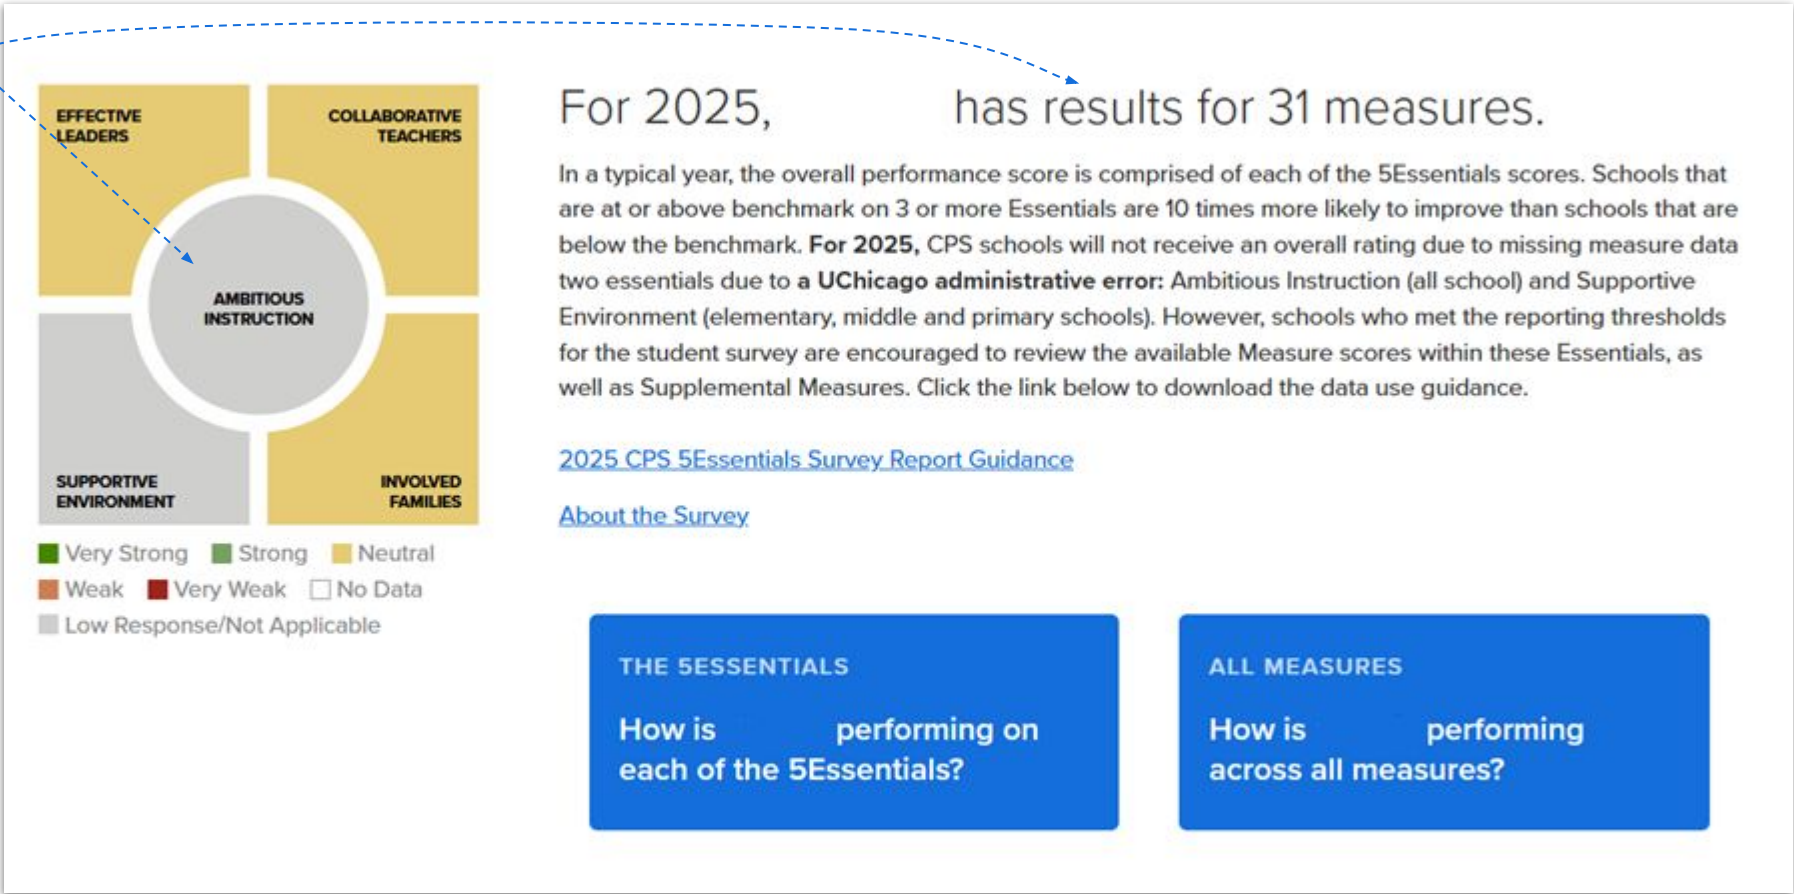 EFFECTIVE
LEADERS
COLLABORATIVE
TEACHERS
AMBITIOUS
INSTRUCTION
SUPPORTIVE
ENVIRONMENT
INVOLVED
FAMILIES
Very Strong Strong Neutral
Weak Very Weak No Data
Low Response/Not Applicable
For 2025, has results for 31 measures.
In a typical year, the overall performance score is comprised of each of the 5Essentials scores. Schools that
are at or above benchmark on 3 or more Essentials are 10 times more likely to improve than schools that are
below the benchmark. For 2025, CPS schools will not receive an overall rating due to missing measure data
two essentials due to a UChicago administrative error: Ambitious Instruction (all school) and Supportive
Environment (elementary, middle and primary schools). However, schools who met the reporting thresholds
for the student survey are encouraged to review the available Measure scores within these Essentials, as
well as Supplemental Measures. Click the link below to download the data use guidance.
2025 CPS 5Essentials Survey Report Guidance
About the Survey
THE 5ESSENTIALS
How is performing on
each of the 5Essentials?
ALL MEASURES
How is performing
across all measures?